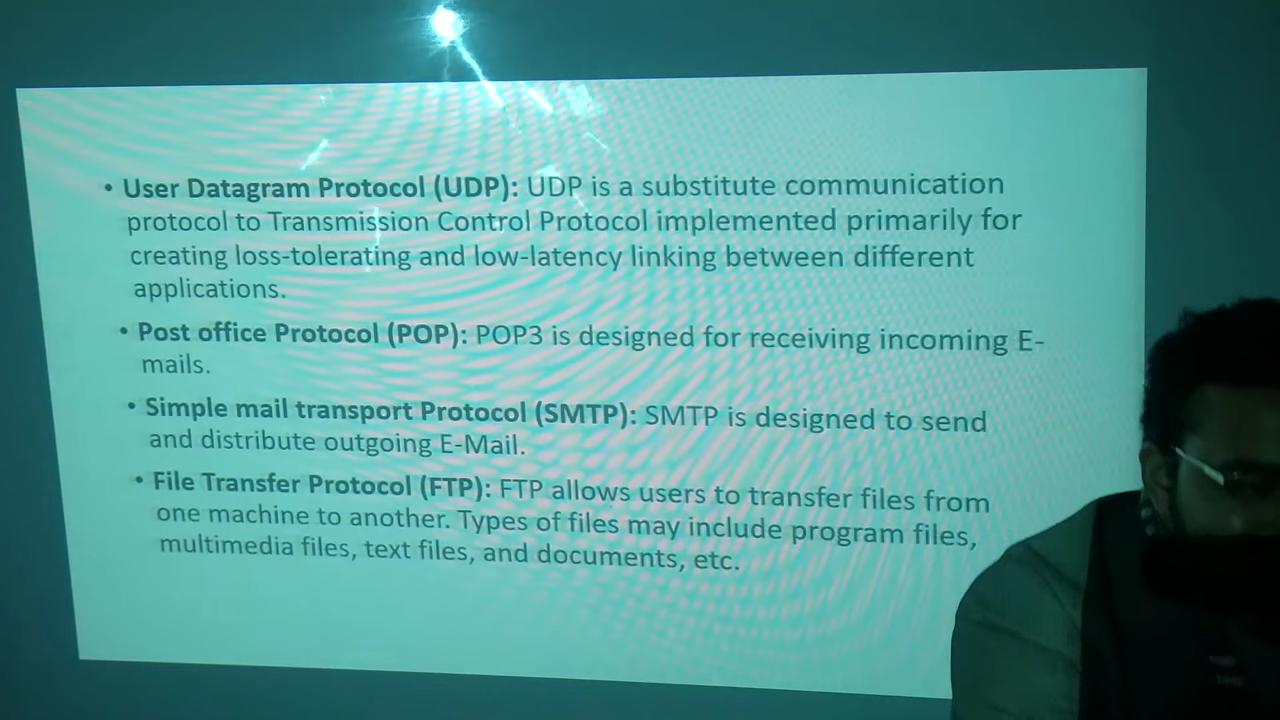 • User Datagram Protocol (UDP): UDP is a substitute communication
protocol to Transmission Control Protocol implemented primarily for
creating loss-tolerating and low-latency linking between different
applications.
• Post office Protocol (POP): POP3 is designed for receiving incoming E-
mails.
• Simple mail transport Protocol (SMTP): SMTP is designed to send
and distribute outgoing E-Mail.
• File Transfer Protocol (FTP): FTP allows users to transfer files from
one machine to another. Types of files may include program files,
multimedia files, text files, and documents, etc.